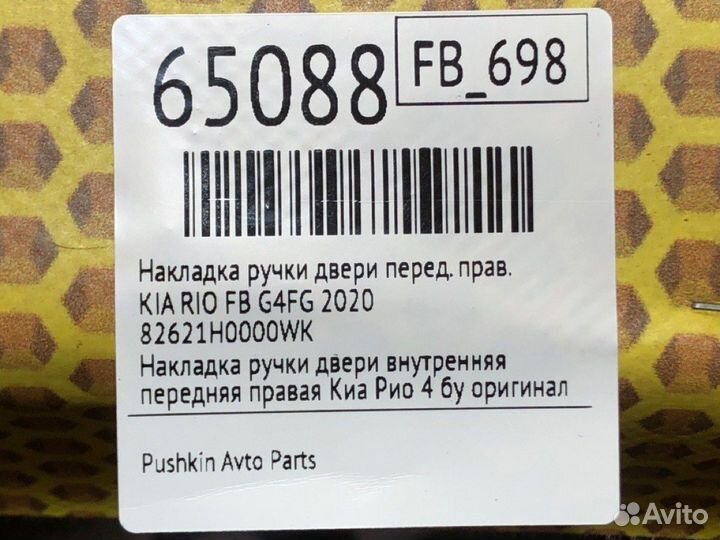 65088
FB_698
Накладка ручки двери перед. прав.
KIA RIO FB G4FG 2020
82621H0000WK
Накладка ручки двери внутренняя
передняя правая Киа Рио 4 бу оригинал
Pushkin Avto Parts
Avito